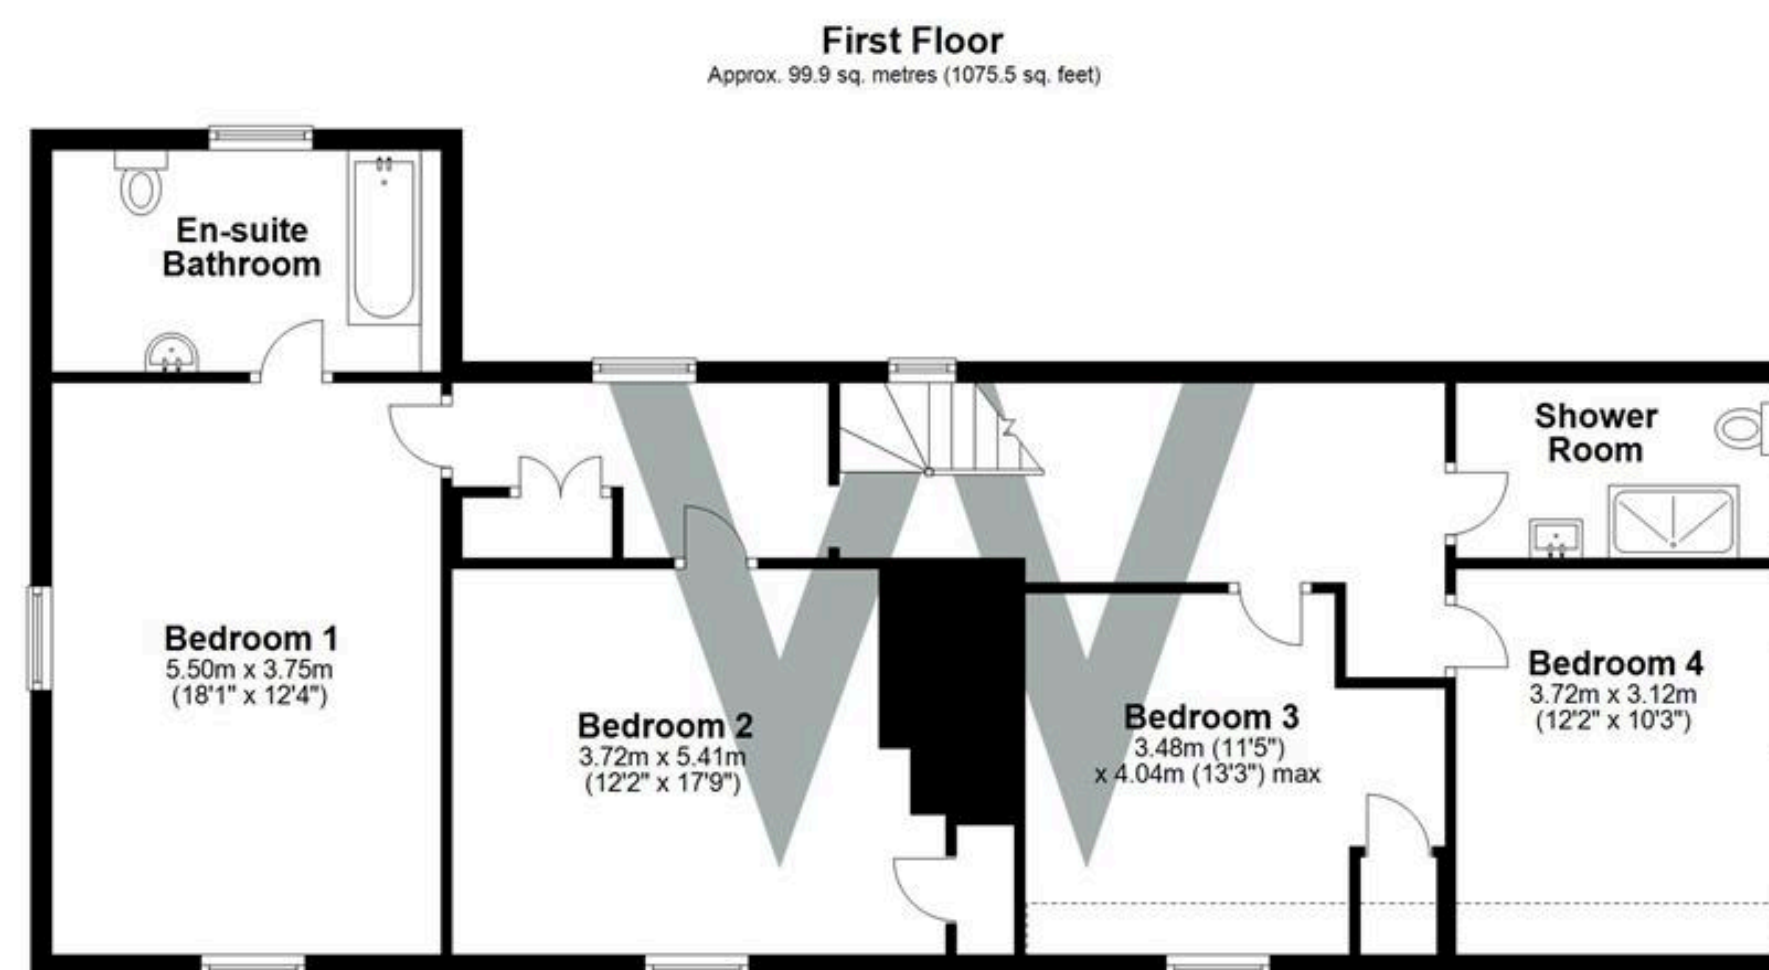 First Floor
Approx. 99.9 sq. metres (1075.5 sq. feet)
En-suite
Bathroom
Shower
Room
Bedroom 1
5.50m x 3.75m
(18'1" x 12'4")
Bedroom 2
3.72m x 5.41m
(12'2" x 17'9")
Bedroom 3
3.48m (11'5")
x 4.04m (13'3") max
Bedroom 4
3.72m x 3.12m
(12'2" x 10'3")
W